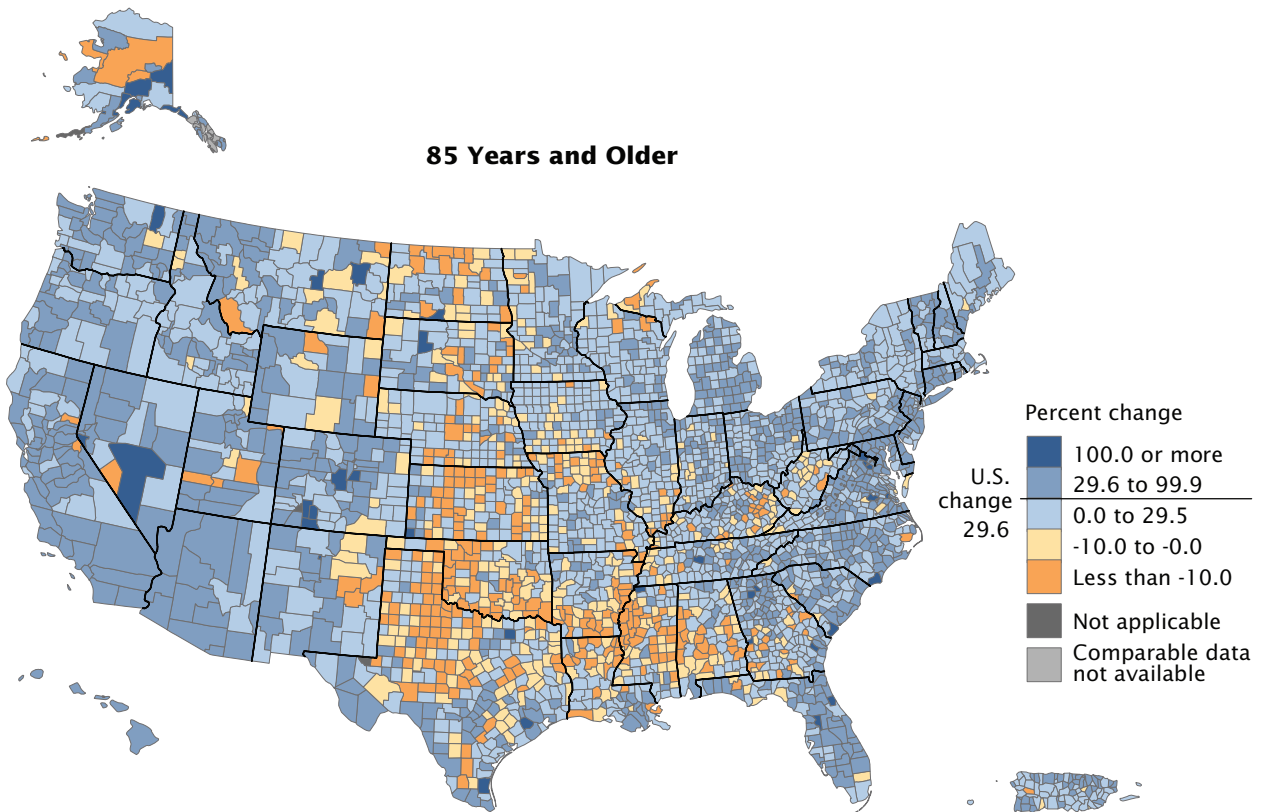 85 Years and Older
Percent change
U.S.
change
29.6
100.0 or more
29.6 to 99.9
0.0 to 29.5
-10.0 to -0.0
Less than -10.0
Not applicable
Comparable data
not available